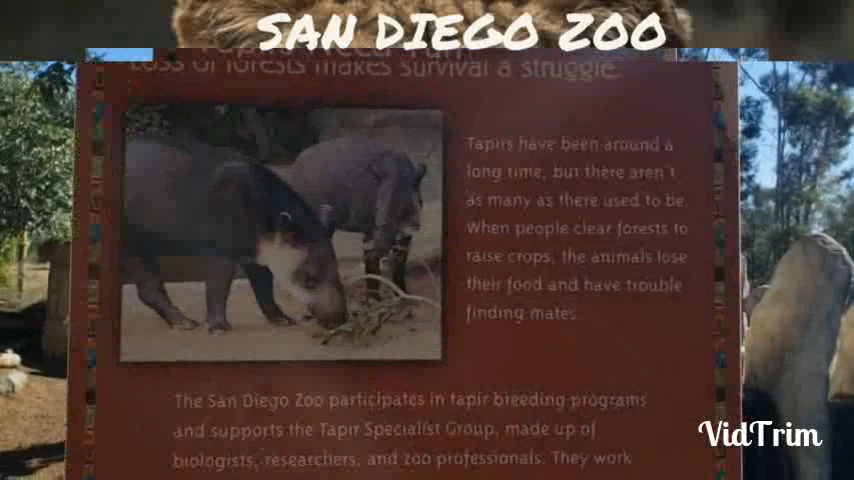 SAN DIEGO ZOO
Loss of forests makes survival a struggle.
Tapirs have been around a
long time, but there aren't
as many as there used to be.
When people clear forests to
raise crops, the animals lose
their food and have trouble
finding mates.
The San Diego Zoo participates in tapir breeding programs
and supports the Tapir Specialist Group, made up of
biologists, researchers, and zoo professionals. They work
VidTrim